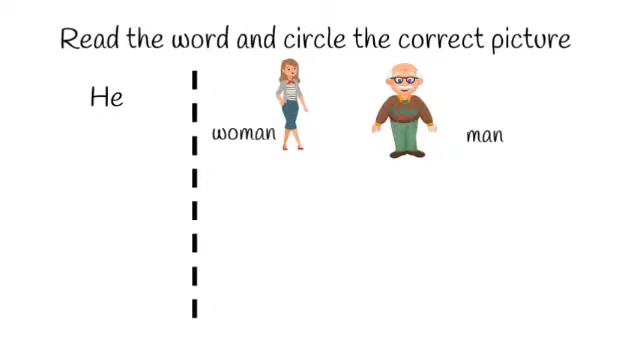 Read the word and circle the correct picture
He
woman
man